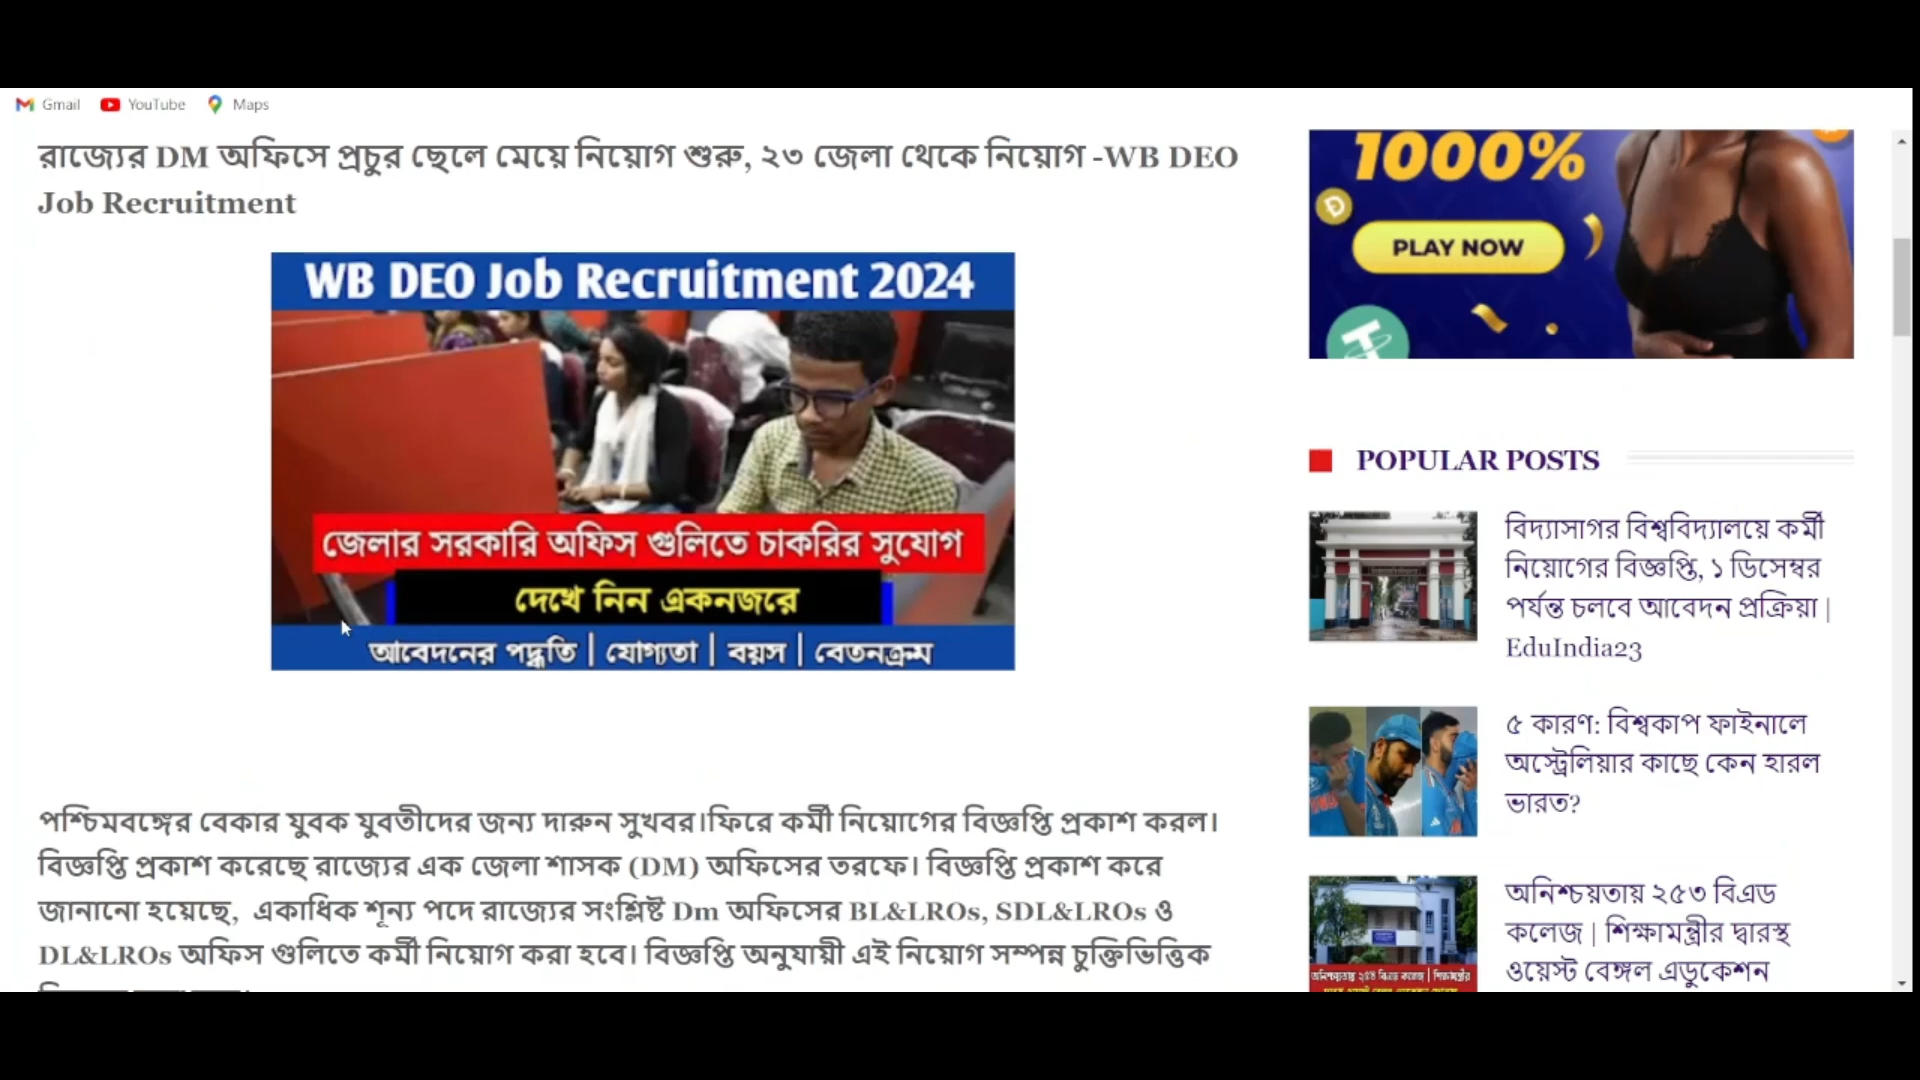 Gmail YouTube Maps
রাজ্যের DM অফিসে প্রচুর ছেলে মেয়ে নিয়োগ শুরু, ২৩ জেলা থেকে নিয়োগ -WB DEO
Job Recruitment
WB DEO Job Recruitment 2024
জেলার সরকারি অফিস গুলিতে চাকরির সুযোগ
দেখে নিন একনজরে
আবেদনের পদ্ধতি | যোগ্যতা | বয়স | বেতনক্রম
পশ্চিমবঙ্গের বেকার যুবক যুবতীদের জন্য দারুন সুখবর।ফিরে কর্মী নিয়োগের বিজ্ঞপ্তি প্রকাশ করল।
বিজ্ঞপ্তি প্রকাশ করেছে রাজ্যের এক জেলা শাসক (DM) অফিসের তরফে। বিজ্ঞপ্তি প্রকাশ করে
জানানো হয়েছে, একাধিক শূন্য পদে রাজ্যের সংশ্লিষ্ট Dm অফিসের BL&LROs, SDL&LROs ও
DL&LROs অফিস গুলিতে কর্মী নিয়োগ করা হবে। বিজ্ঞপ্তি অনুযায়ী এই নিয়োগ সম্পন্ন চুক্তিভিত্তিক
1000%
PLAY NOW
POPULAR POSTS
বিদ্যাসাগর বিশ্ববিদ্যালয়ে কর্মী
নিয়োগের বিজ্ঞপ্তি, ১ ডিসেম্বর
পর্যন্ত চলবে আবেদন প্রক্রিয়া |
EduIndia23
৫ কারণ: বিশ্বকাপ ফাইনালে
অস্ট্রেলিয়ার কাছে কেন হারল
ভারত?
অনিশ্চয়তায় ২৫৩ বিএড
কলেজ | শিক্ষামন্ত্রীর দ্বারস্থ
ওয়েস্ট বেঙ্গল এডুকেশন